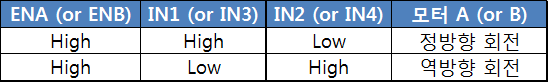 ENA (or ENB) IN1 (or IN3) IN2 (or IN4) 모터 A (or B)
High High Low 정방향 회전
High Low High 역방향 회전